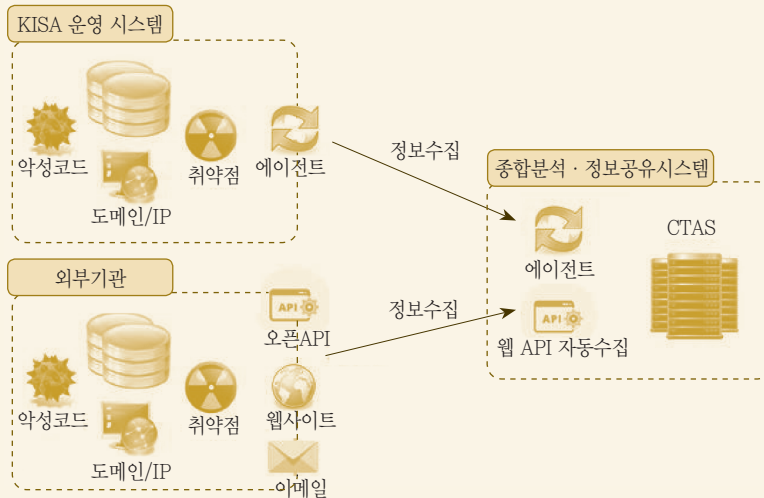 KISA 운영 시스템
악성코드
도메인/IP
취약점
에이전트
정보수집
종합분석 · 정보공유시스템
CTAS
에이전트
API
웹 API 자동수집
외부기관
악성코드
도메인/IP
취약점
API
오픈API
웹사이트
이메일
정보수집